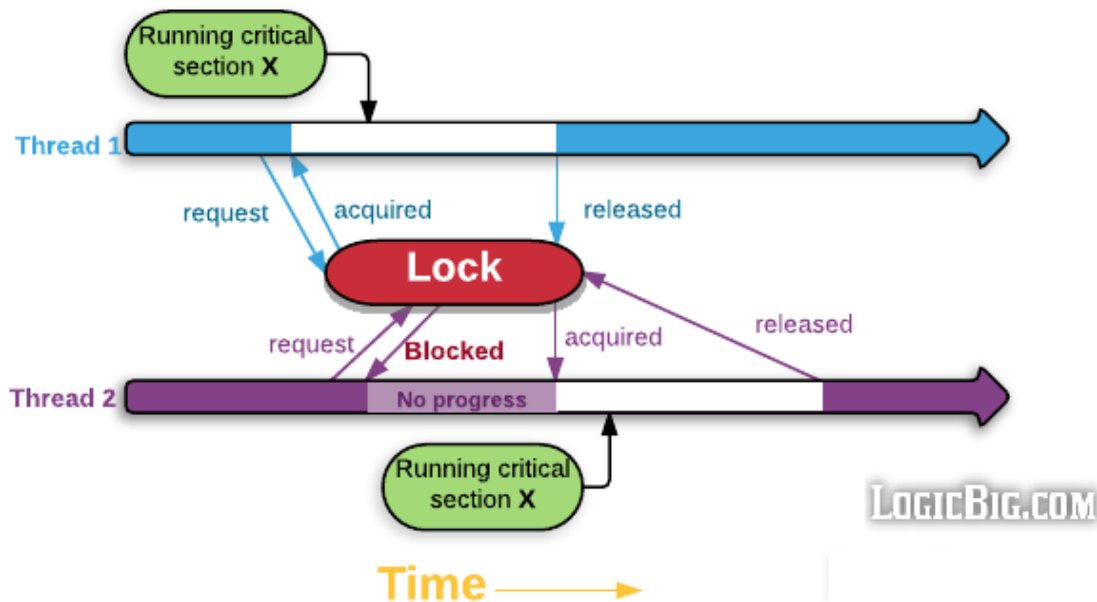 Running critical
section X
Thread 1
request
acquired
released
Lock
request
Blocked
acquired
released
Thread 2
No progress
Running critical
section X
LOGICBIG.COM
Time